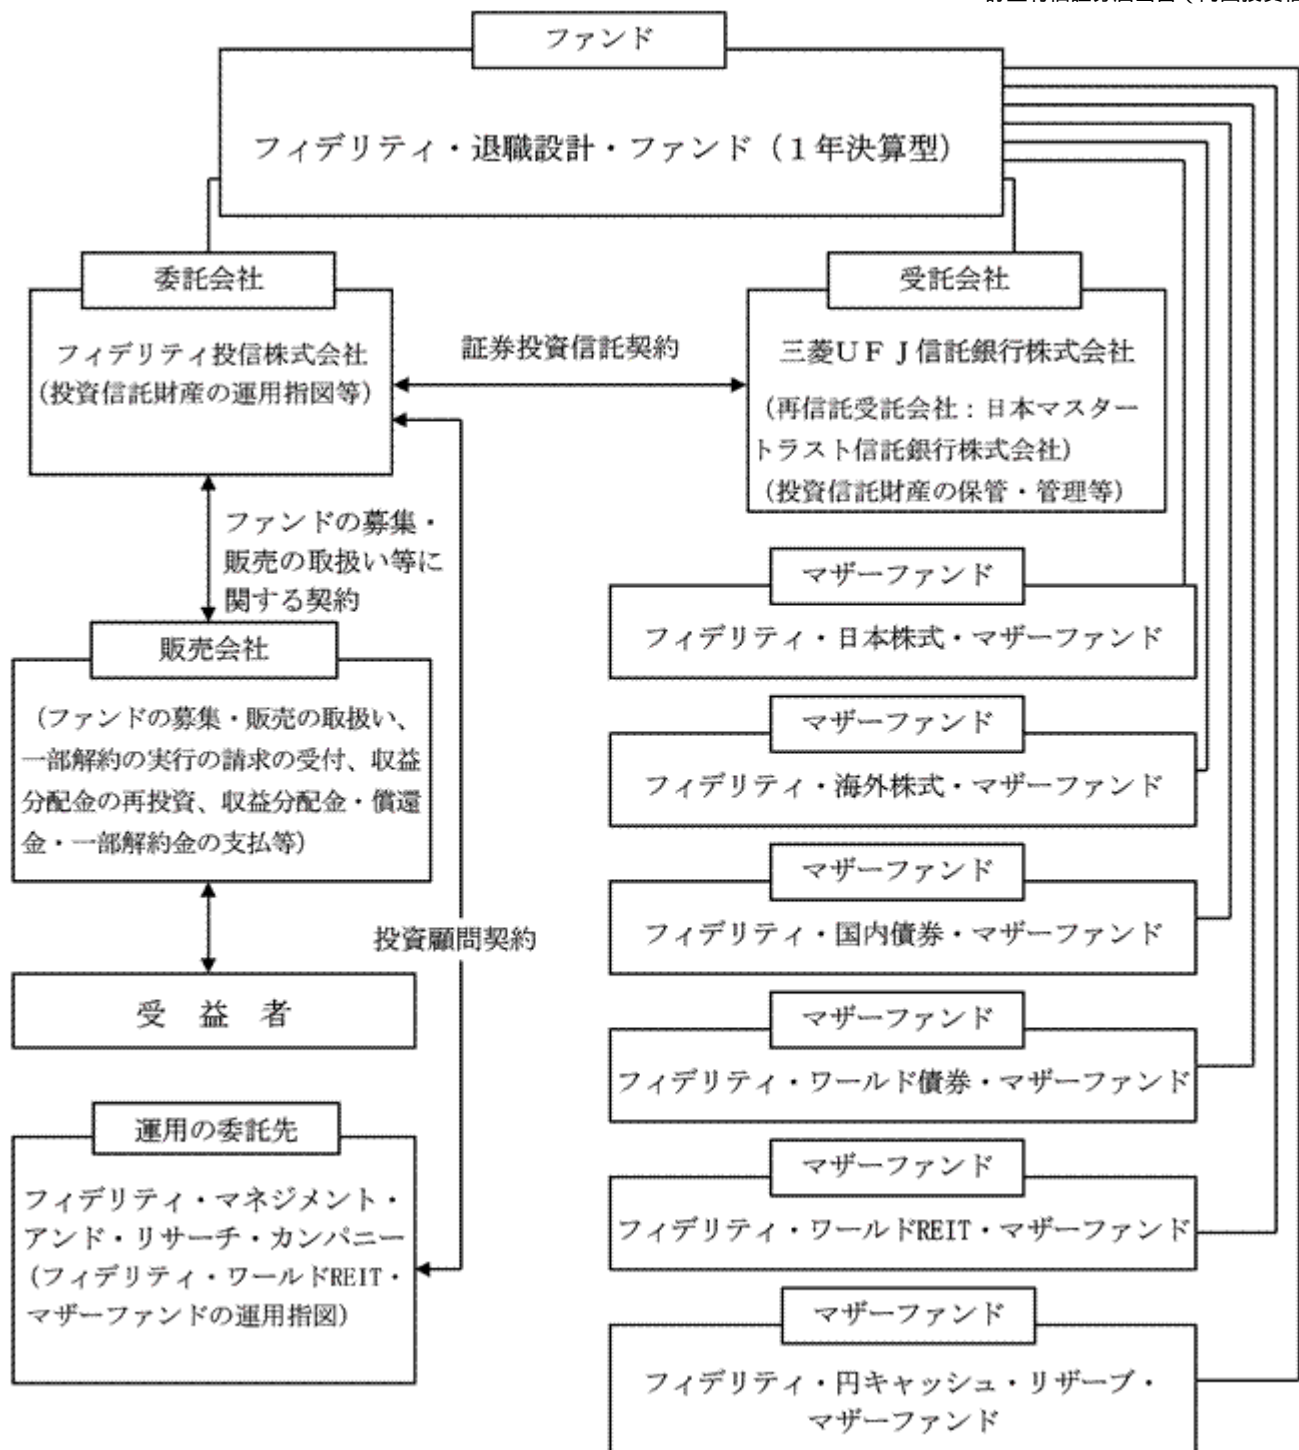 ファンド
フィデリティ・退職設計・ファンド（１年決算型）
委託会社
フィデリティ投信株式会社
（投資信託財産の運用指図等）
証券投資信託契約
受託会社
三菱ＵＦＪ信託銀行株式会社
（再信託受託会社：日本マスター
トラスト信託銀行株式会社）
（投資信託財産の保管・管理等）
ファンドの募集・
販売の取扱い等に
関する契約
販売会社
（ファンドの募集・販売の取扱い、
一部解約の実行の請求の受付、収益
分配金の再投資、収益分配金・償還
金・一部解約金の支払等）
投資顧問契約
受　益　者
運用の委託先
フィデリティ・マネジメント・
アンド・リサーチ・カンパニー
（フィデリティ・ワールドREIT・
マザーファンドの運用指図）
マザーファンド
フィデリティ・日本株式・マザーファンド
マザーファンド
フィデリティ・海外株式・マザーファンド
マザーファンド
フィデリティ・国内債券・マザーファンド
マザーファンド
フィデリティ・ワールド債券・マザーファンド
マザーファンド
フィデリティ・ワールドREIT・マザーファンド
マザーファンド
フィデリティ・円キャッシュ・リザーブ・
マザーファンド